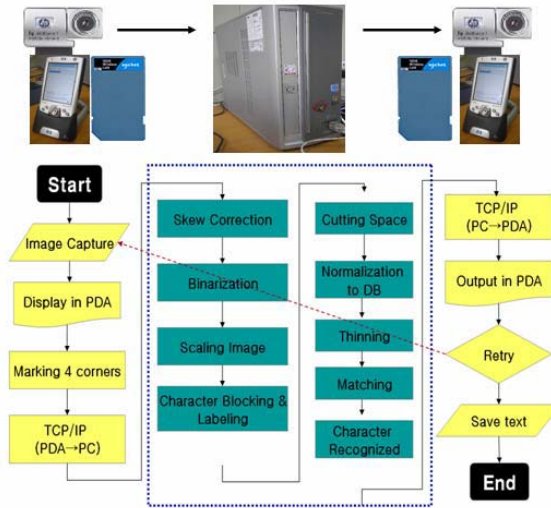 hp
hp
Start
Image Capture
Display in PDA
Marking 4 corners
TCP/IP
(PDA→PC)
Skew Correction
Binarization
Scaling Image
Character Blocking &
Labeling
Cutting Space
Normalization
to DB
Thinning
Matching
Character
Recognized
TCP/IP
(PC→PDA)
Output in PDA
Retry
Save text
End